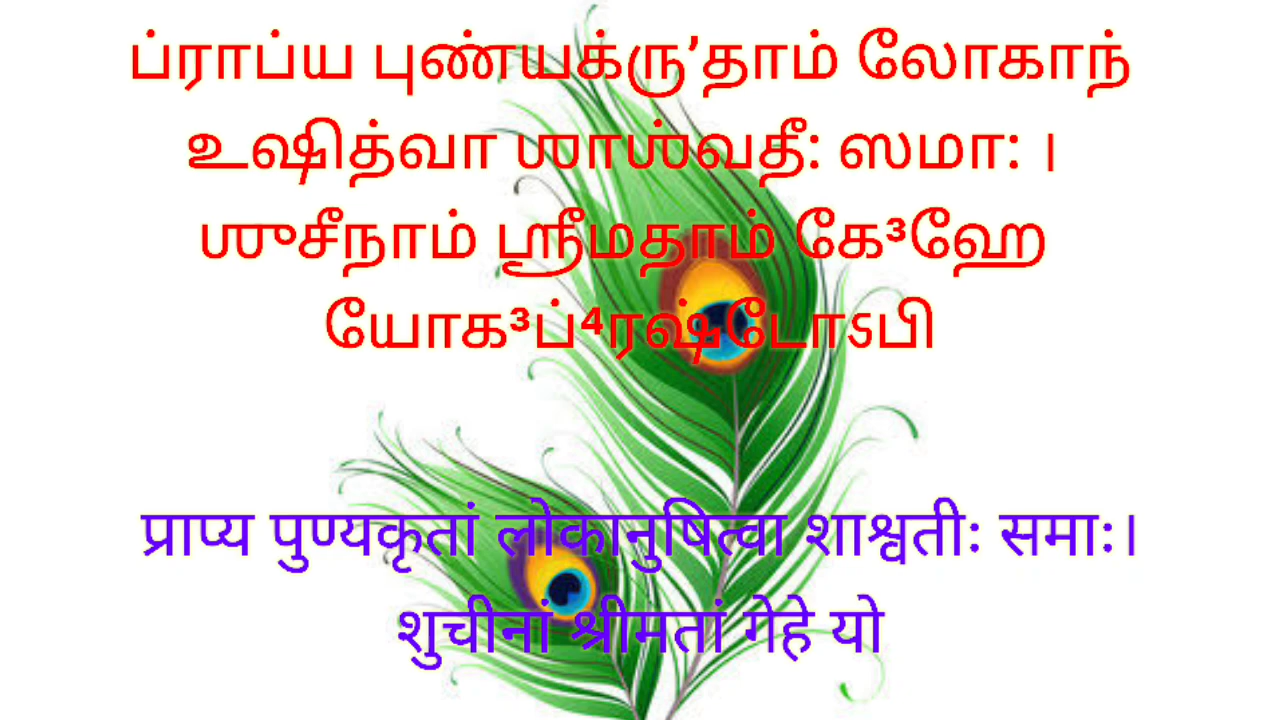 ப்ராப்ய புண்யக்ரு’தாம் லோகாந்
உஷித்வா ஶாஶ்வதீ: ஸமா: ।
ஶுசீநாம் ஸ்ரீமதாம் கே³ஹே
யோக³ப்⁴ரஷ்டோऽபி
प्राप्य पुण्यकृतां लोकानुषित्वा शाश्वतीः समाः।
शुचीनां श्रीमतां गेहे यो